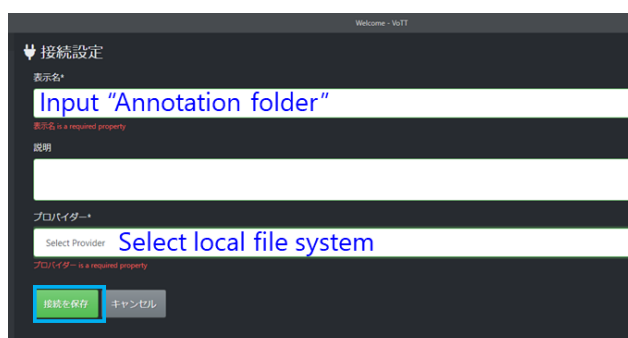 Welcome - VoTT
接続設定
表示名*
Input “Annotation folder”
表示名 is a required property
説明
プロバイダー*
Select Provider Select local file system
プロバイダー is a required property
接続を保存 キャンセル